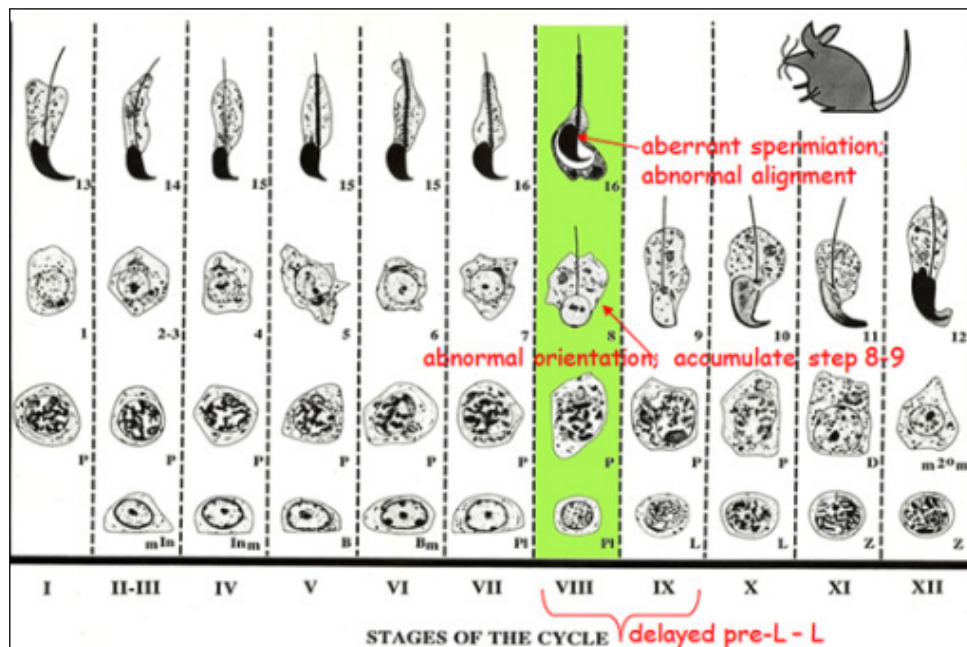 13 14 15 15 15 16 16
aberrant spermiation;
abnormal alignment
1 2-3 4 5 6 7 8 9 10 11 12
abnormal orientation; accumulate step 8-9
P P P P P P P P P D m2om
mIn Inm B Bm Pl Pl L L Z Z
I II-III IV V VI VII VIII IX X XI XII
STAGES OF THE CYCLE delayed pre-L – L